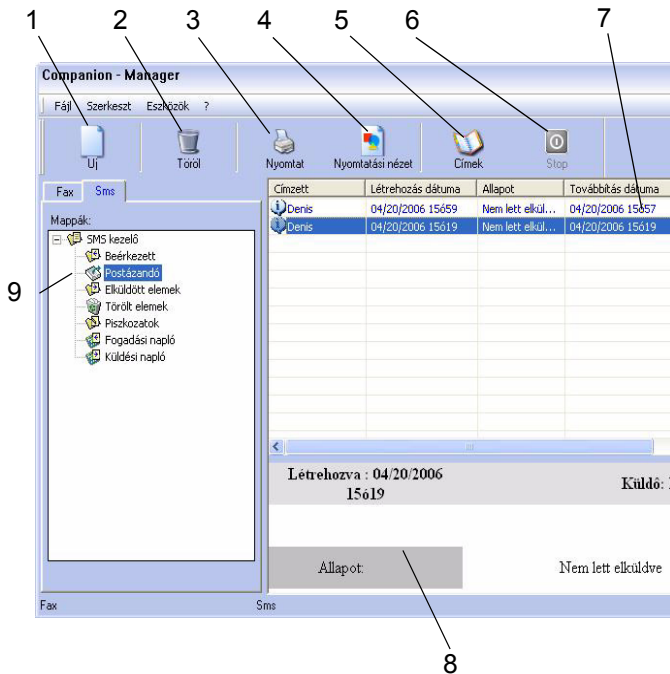 1 2 3 4 5 6 7
Companion - Manager
Fájl Szerkeszt Eszközök ?
Új Töröl Nyomtat Nyomtatási nézet Címek Stop
Fax Sms
Mappák:
SMS kezelő
Beérkezett
Postázandó
Elküldött elemek
Törölt elemek
Piszkozatok
Fogadási napló
Küldési napló
9
Címzett Létrehozás dátuma Allapot Továbbítás dátuma
Denis 04/20/2006 15ó59 Nem lett elkül... 04/20/2006 15ó57
Denis 04/20/2006 15ó19 Nem lett elkül... 04/20/2006 15ó19
Létrehozva : 04/20/2006
15ó19
Küldő:
Allapot: Nem lett elküldve
Fax Sms
8